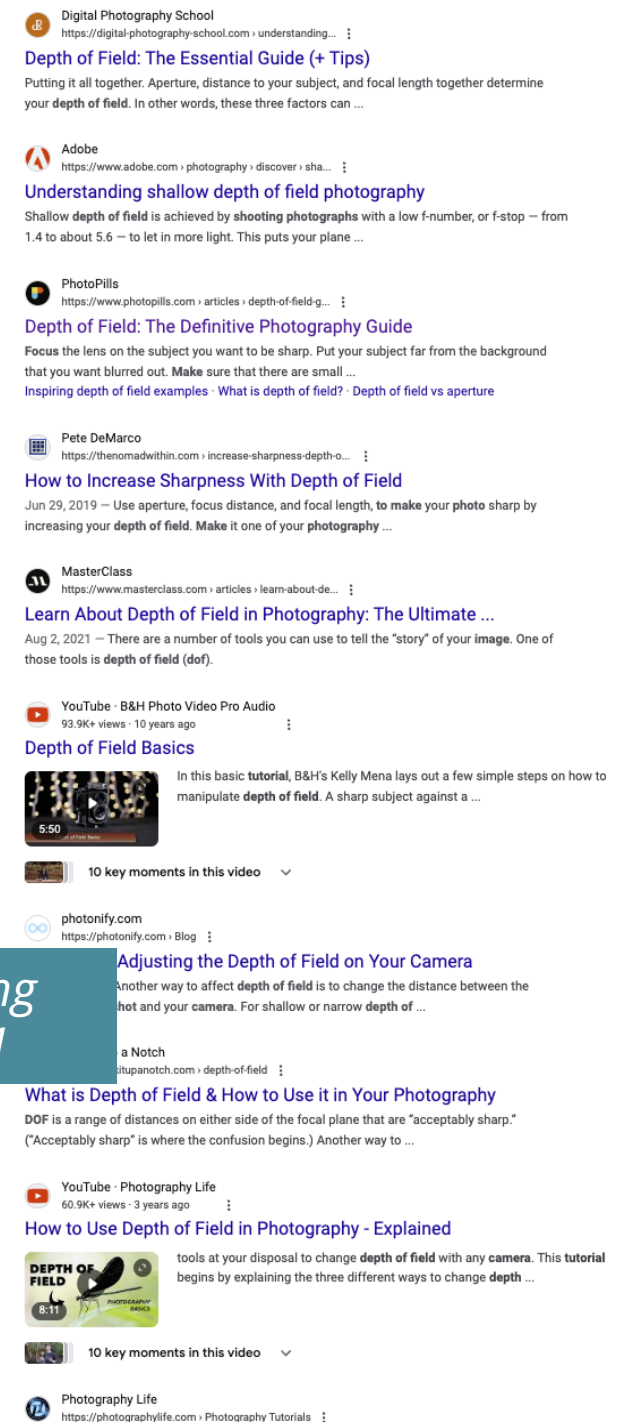 Digital Photography School
https://digital-photography-school.com › understanding...
Depth of Field: The Essential Guide (+ Tips)
Putting it all together. Aperture, distance to your subject, and focal length together determine
your depth of field. In other words, these three factors can ...
Adobe
https://www.adobe.com › photography › discover › sha...
Understanding shallow depth of field photography
Shallow depth of field is achieved by shooting photographs with a low f-number, or f-stop — from
1.4 to about 5.6 — to let in more light. This puts your plane ...
PhotoPills
https://www.photopills.com › articles › depth-of-field-g...
Depth of Field: The Definitive Photography Guide
Focus the lens on the subject you want to be sharp. Put your subject far from the background
that you want blurred out. Make sure that there are small ...
Inspiring depth of field examples · What is depth of field? · Depth of field vs aperture
Pete DeMarco
https://thenomadwithin.com › increase-sharpness-depth-o...
How to Increase Sharpness With Depth of Field
Jun 29, 2019 — Use aperture, focus distance, and focal length, to make your photo sharp by
increasing your depth of field. Make it one of your photography ...
MasterClass
https://www.masterclass.com › articles › learn-about-de...
Learn About Depth of Field in Photography: The Ultimate ...
Aug 2, 2021 — There are a number of tools you can use to tell the "story" of your image. One of
those tools is depth of field (dof).
YouTube · B&H Photo Video Pro Audio
93.9K+ views · 10 years ago
Depth of Field Basics
In this basic tutorial, B&H's Kelly Mena lays out a few simple steps on how to
manipulate depth of field. A sharp subject against a ...
5:50
10 key moments in this video
photonify.com
https://photonify.com › Blog
Adjusting the Depth of Field on Your Camera
Another way to affect depth of field is to change the distance between the
ng
shot and your camera. For shallow or narrow depth of ...
a Notch
kitupanotch.com › depth-of-field
What is Depth of Field & How to Use it in Your Photography
DOF is a range of distances on either side of the focal plane that are "acceptably sharp."
("Acceptably sharp" is where the confusion begins.) Another way to ...
YouTube · Photography Life
60.9K+ views · 3 years ago
How to Use Depth of Field in Photography - Explained
tools at your disposal to change depth of field with any camera. This tutorial
begins by explaining the three different ways to change depth ...
DEPTH OF
FIELD
PHOTOGRAPHY
BASICS
8:11
10 key moments in this video
Photography Life
https://photographylife.com › Photography Tutorials